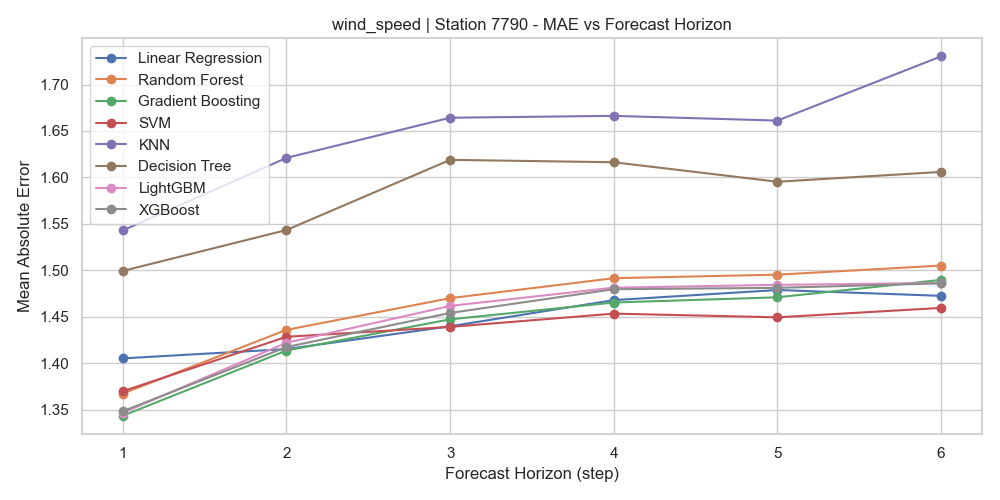 wind_speed | Station 7790 - MAE vs Forecast Horizon
Linear Regression
Random Forest
Gradient Boosting
SVM
KNN
Decision Tree
LightGBM
XGBoost
Mean Absolute Error
1.70
1.65
1.60
1.55
1.50
1.45
1.40
1.35
1 2 3 4 5 6
Forecast Horizon (step)